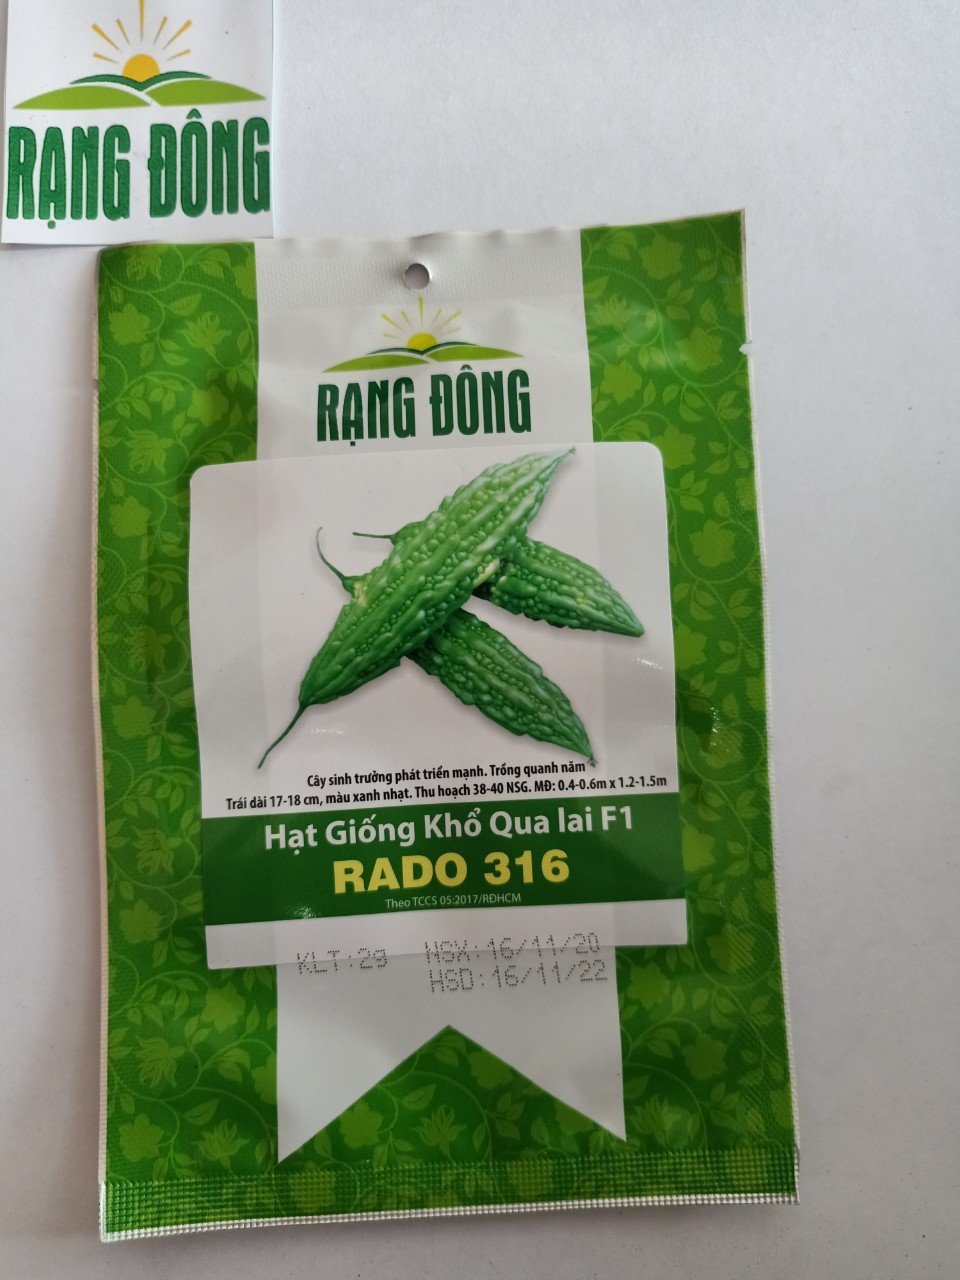 RẠNG ĐÔNG
RẠNG ĐÔNG
Cây sinh trưởng phát triển mạnh. Trồng quanh năm
Trái dài 17-18 cm, màu xanh nhạt. Thu hoạch 38-40 NSG. MĐ: 0.4-0.6m x 1.2-1.5m
Hạt Giống Khổ Qua lai F1
RADO 316
Theo TCCS 05:2017/RĐHCM
KLT:2g NSX:16/11/20
HSD:16/11/22